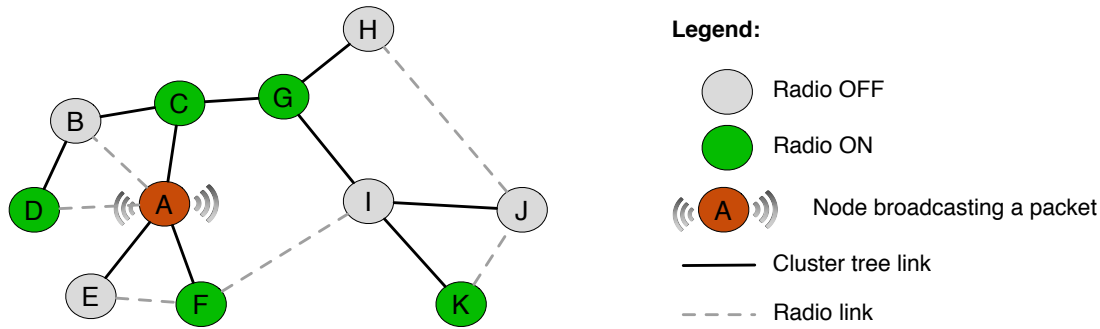 H
G
C
B
A
D
I
J
E
F
K
Legend:
Radio OFF
Radio ON
A
Node broadcasting a packet
Cluster tree link
Radio link